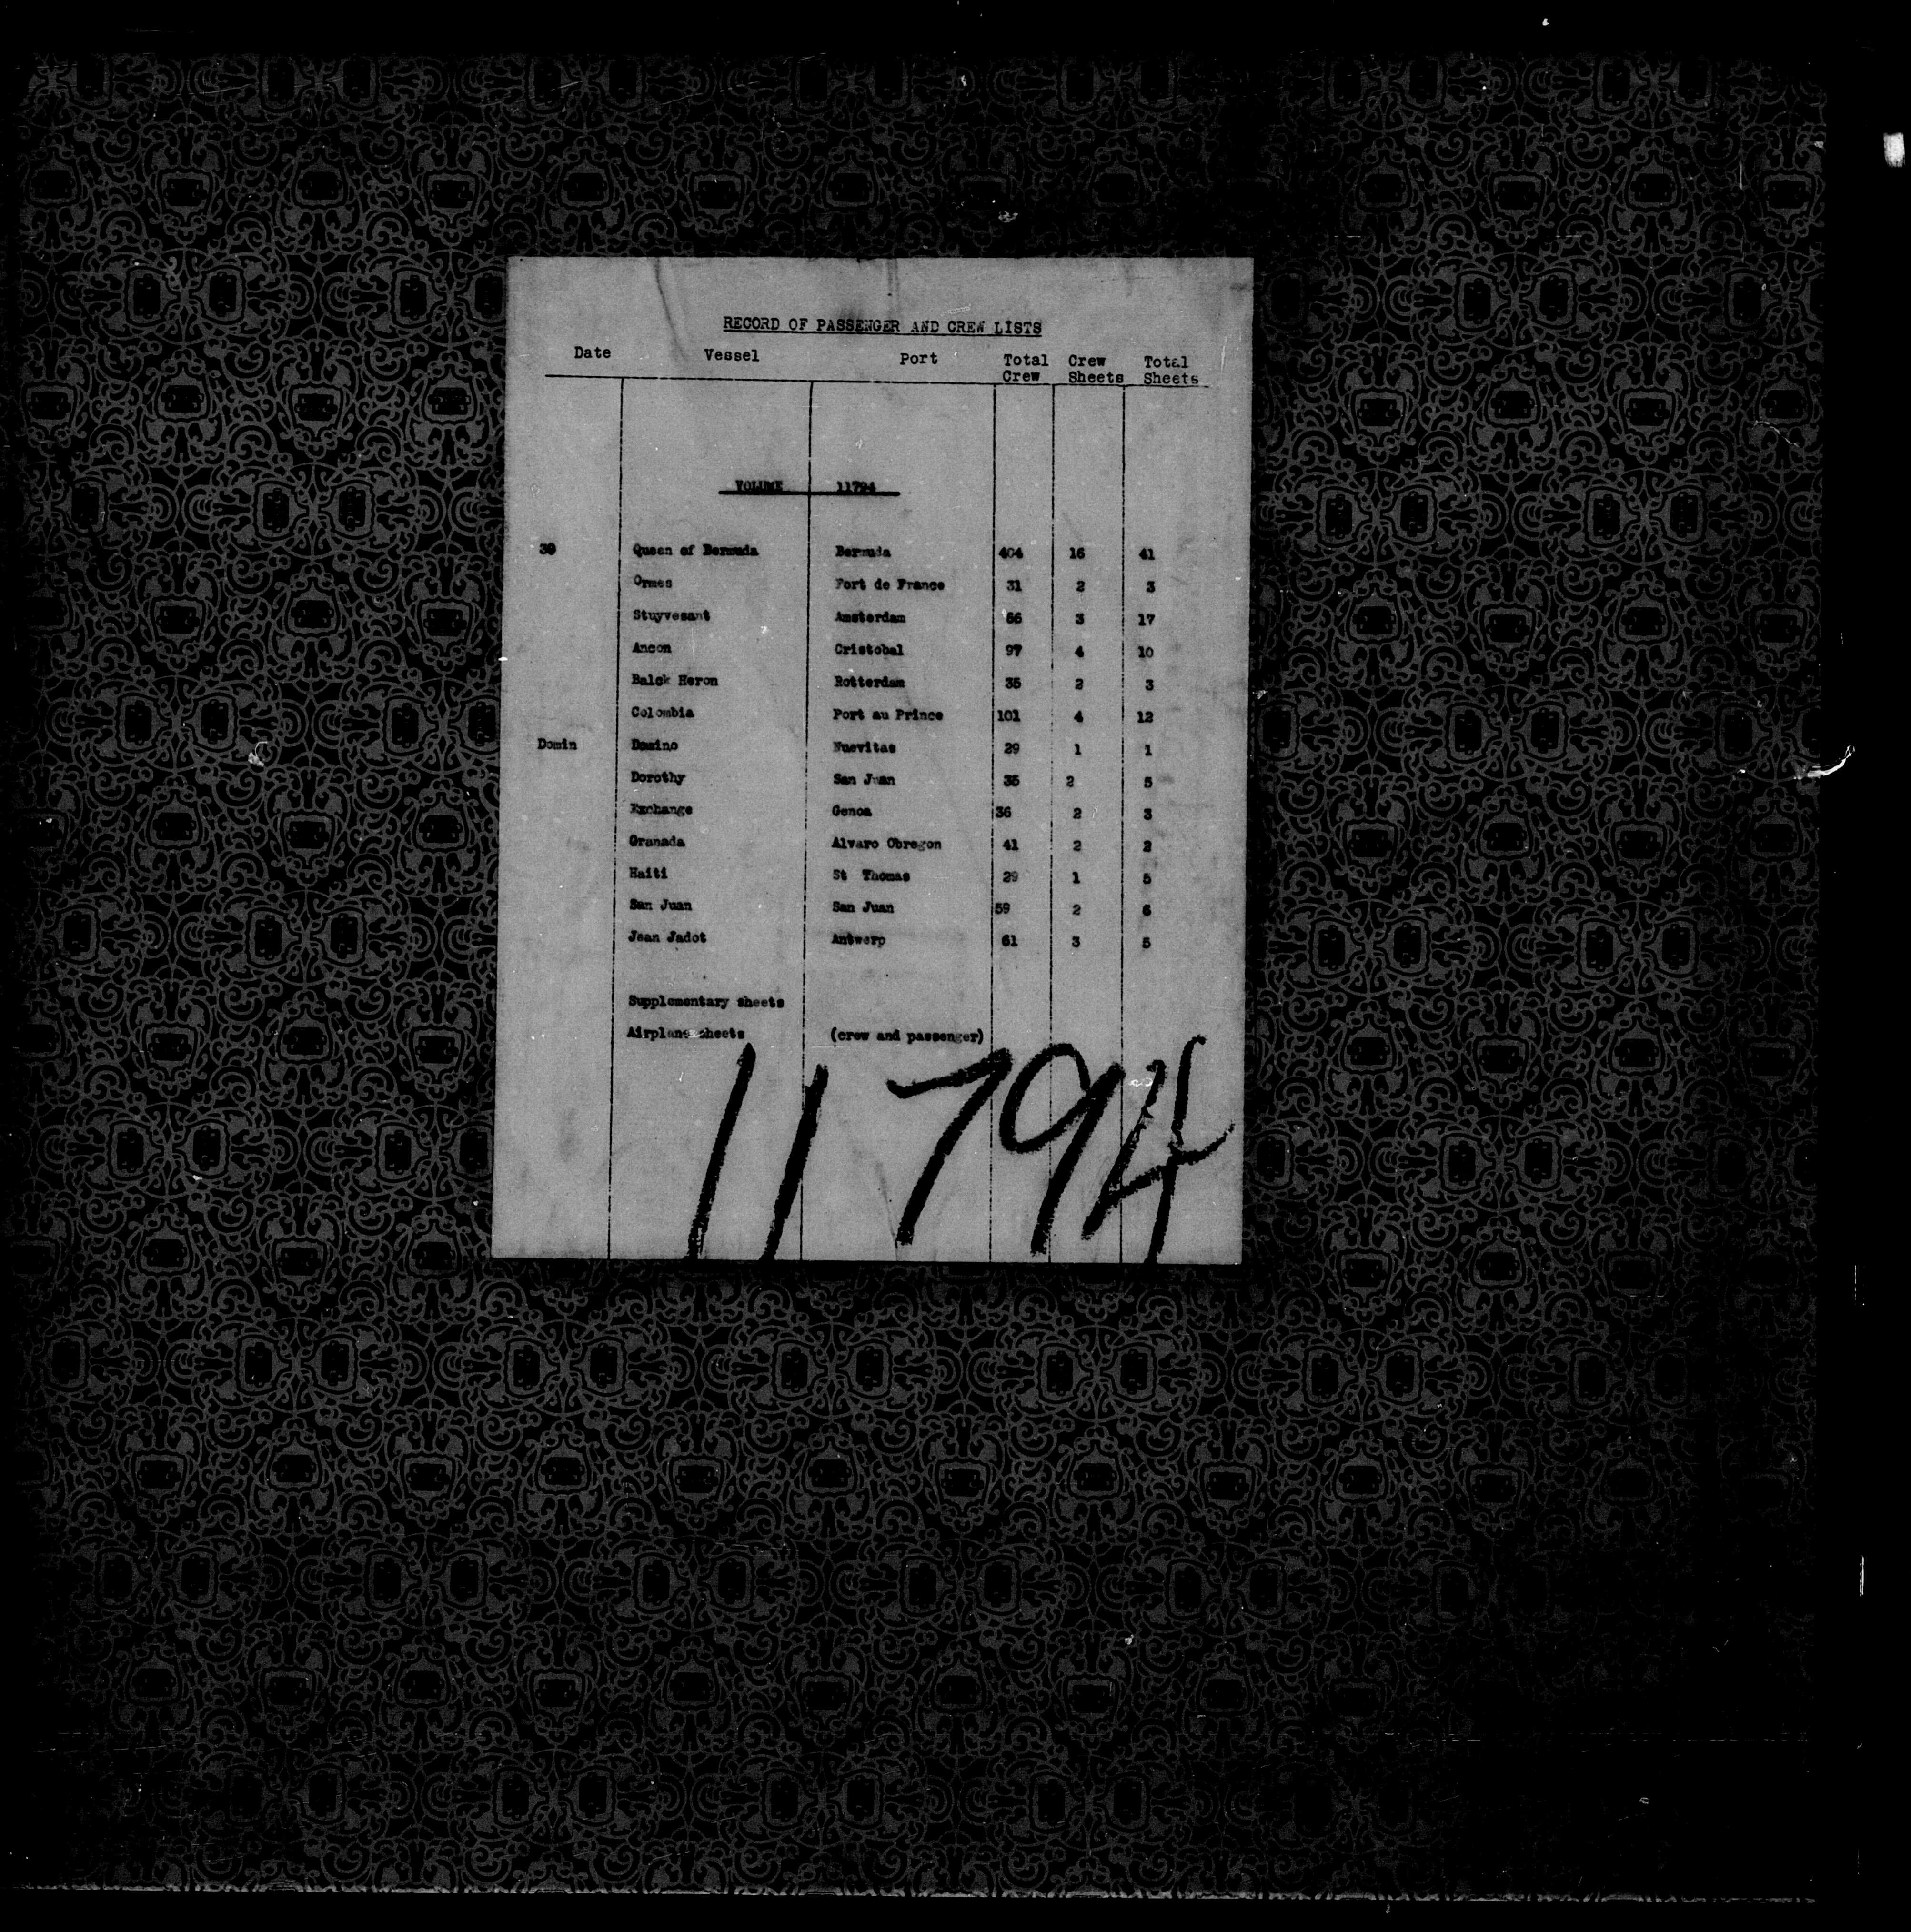 RECORD OF PASSENGER AND CREW LISTS
Date Vessel Port Total Crew Crew Sheets Total Sheets
VOLUME 11794
30 Queen of Bermuda Bermuda 404 16 41
Ormes Fort de France 31 2 3
Stuyvesant Amsterdam 56 3 17
Ancon Cristobal 97 4 10
Balck Heron Rotterdam 35 2 3
Colombia Port au Prince 101 4 12
Domin Domino Nuevitas 29 1 1
Dorothy San Juan 35 2 5
Exchange Genoa 36 2 3
Granada Alvaro Obregon 41 2 2
Haiti St Thomas 29 1 5
San Juan San Juan 59 2 6
Jean Jadot Antwerp 61 3 5
Supplementary sheets
Airplane sheets (crew and passenger)
11794